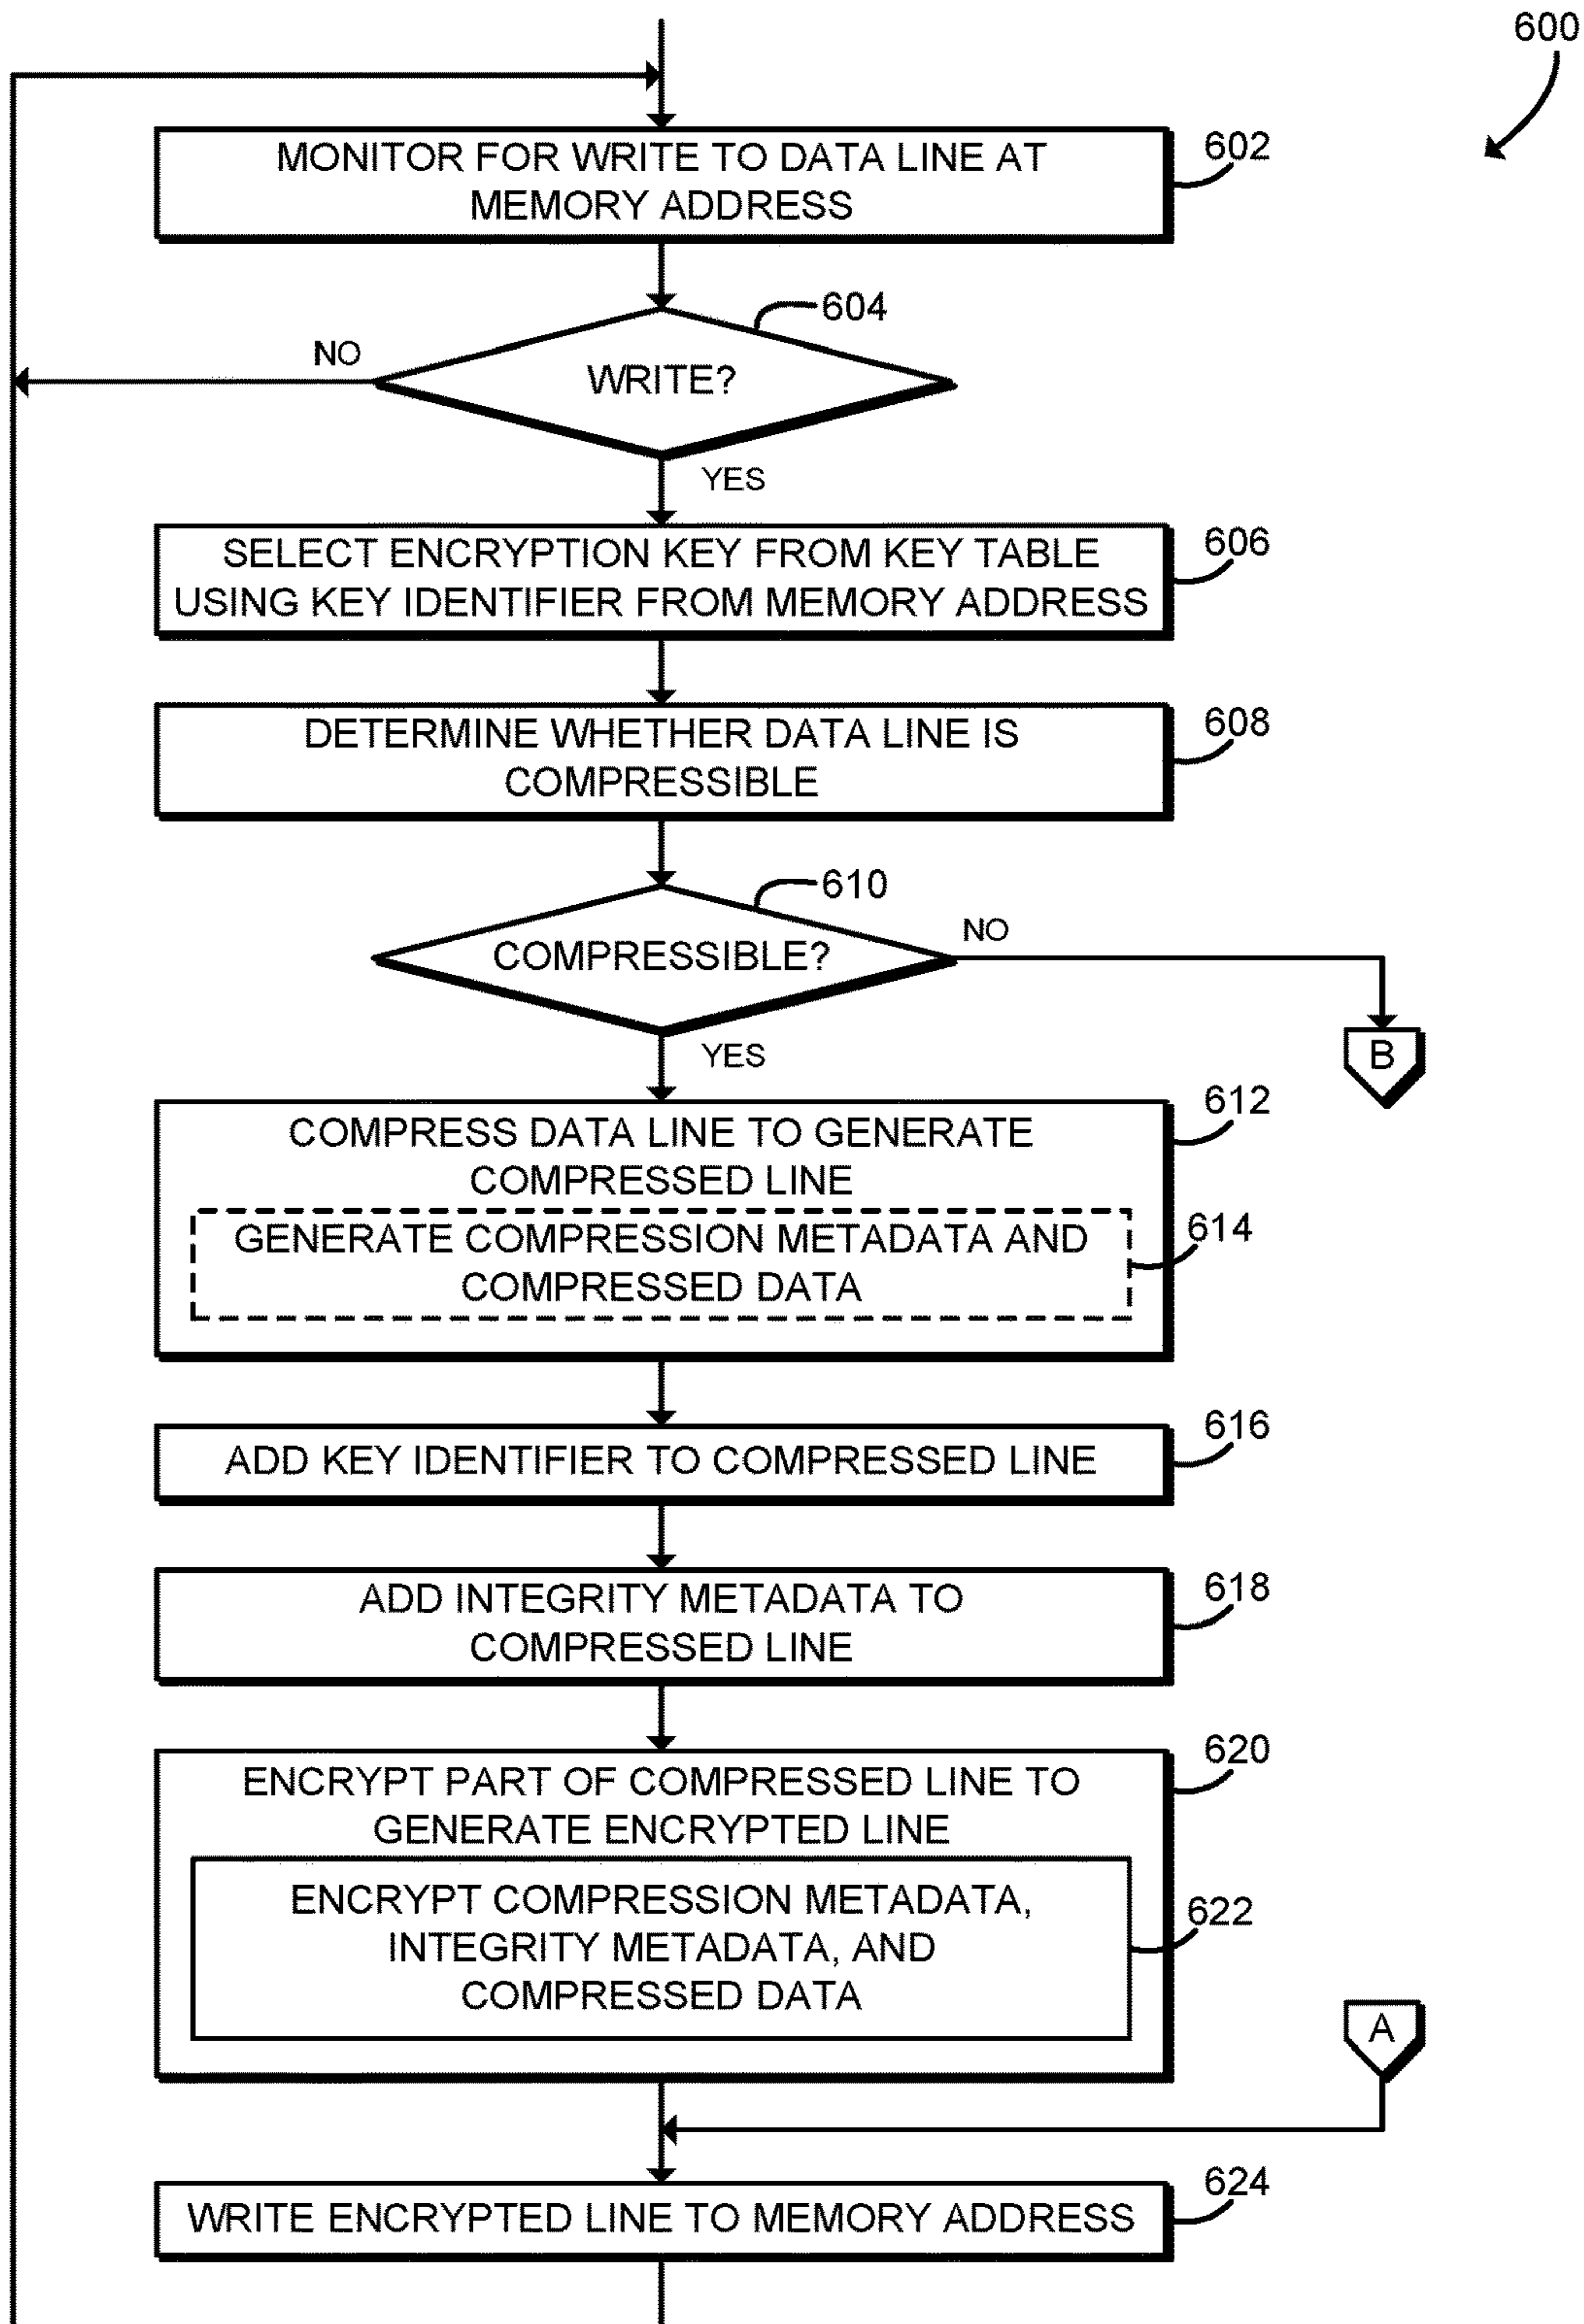 600
MONITOR FOR WRITE TO DATA LINE AT
MEMORY ADDRESS
602
604
NO
WRITE?
YES
SELECT ENCRYPTION KEY FROM KEY TABLE
USING KEY IDENTIFIER FROM MEMORY ADDRESS
606
DETERMINE WHETHER DATA LINE IS
COMPRESSIBLE
608
610
COMPRESSIBLE?
NO
YES
B
COMPRESS DATA LINE TO GENERATE
COMPRESSED LINE
612
GENERATE COMPRESSION METADATA AND
COMPRESSED DATA
614
ADD KEY IDENTIFIER TO COMPRESSED LINE
616
ADD INTEGRITY METADATA TO
COMPRESSED LINE
618
ENCRYPT PART OF COMPRESSED LINE TO
GENERATE ENCRYPTED LINE
620
ENCRYPT COMPRESSION METADATA,
INTEGRITY METADATA, AND
COMPRESSED DATA
622
A
WRITE ENCRYPTED LINE TO MEMORY ADDRESS
624